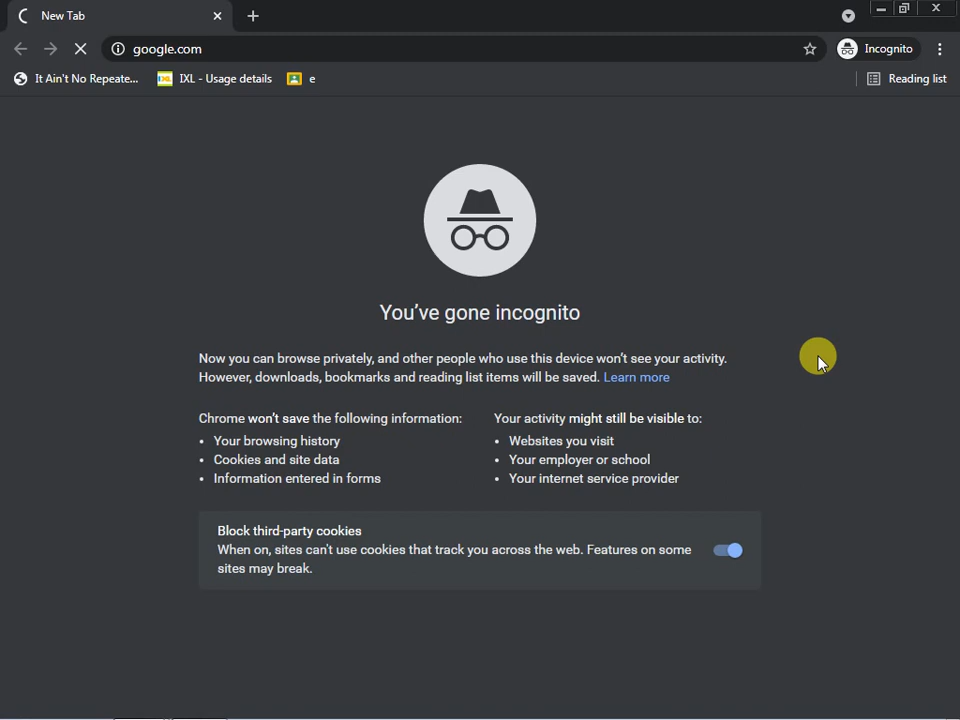 New Tab
google.com
Incognito
It Ain't No Repeate...
IXL - Usage details
e
Reading list
You've gone incognito
Now you can browse privately, and other people who use this device won't see your activity.
However, downloads, bookmarks and reading list items will be saved. Learn more
Chrome won't save the following information:
• Your browsing history
• Cookies and site data
• Information entered in forms
Your activity might still be visible to:
• Websites you visit
• Your employer or school
• Your internet service provider
Block third-party cookies
When on, sites can't use cookies that track you across the web. Features on some
sites may break.